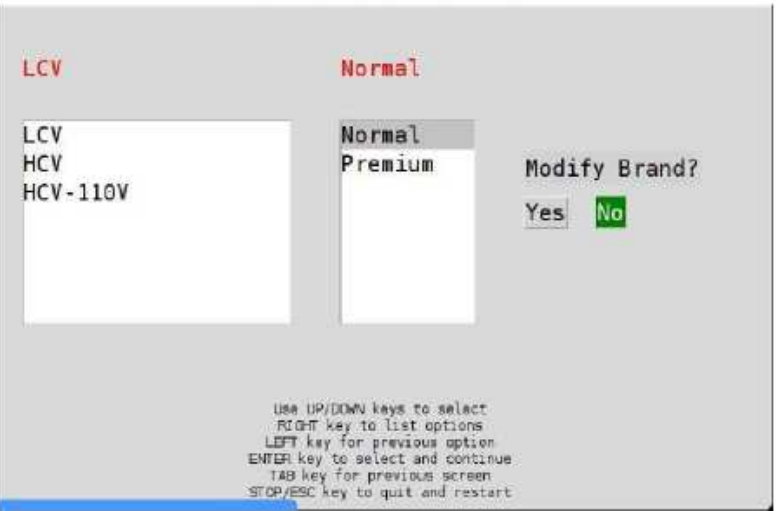 LCV
Normal
LCV
HCV
HCV-110V
Normal
Premium
Modify Brand?
Yes No
Use UP/DOWN keys to select
RIGHT key to list options
LEFT key for previous option
ENTER key to select and continue
TAB key for previous screen
STOP/ESC key to quit and restart